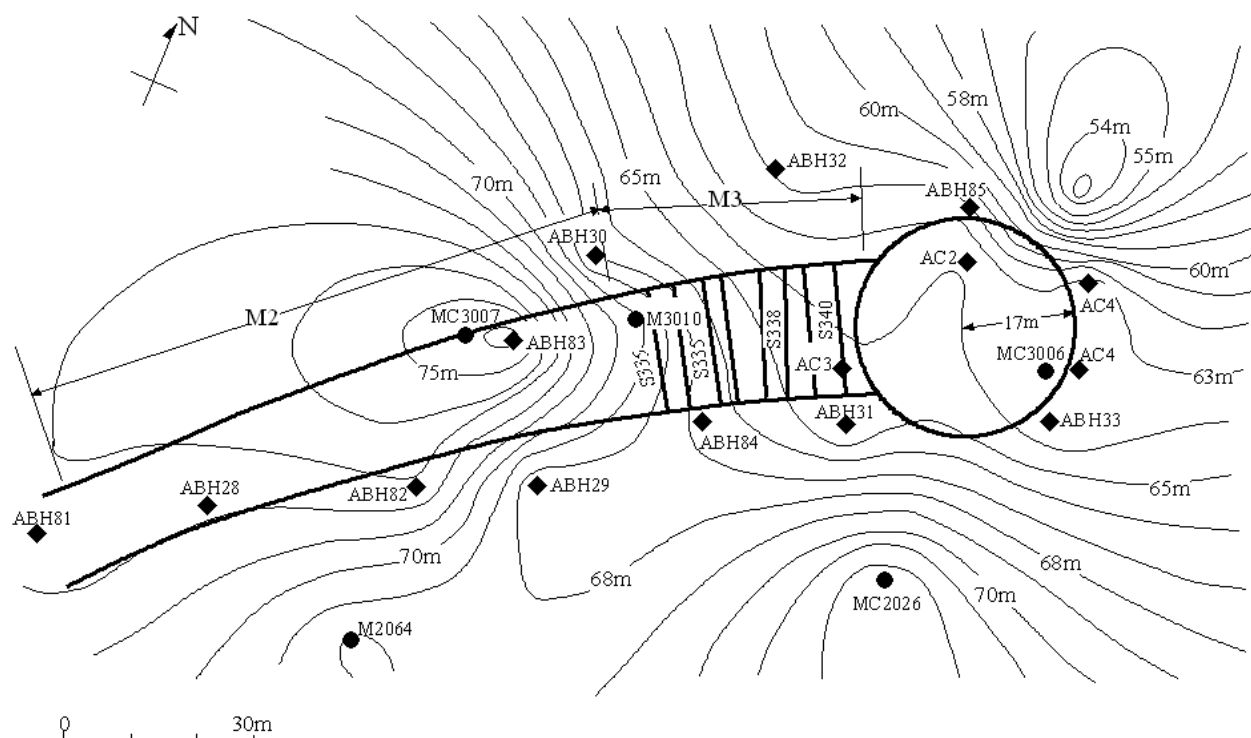 N
60m
58m
54m
55m
ABH32
70m
65m
M3
ABH85
ABH30
AC2
60m
AC4
M2
MC3007
M3010
S338
S340
17m
ABH83
S336
S335
MC3006
AC4
75m
AC3
63m
ABH31
ABH33
ABH84
ABH28
ABH82
ABH29
65m
ABH81
70m
68m
68m
70m
MC2026
M2064
0 30m